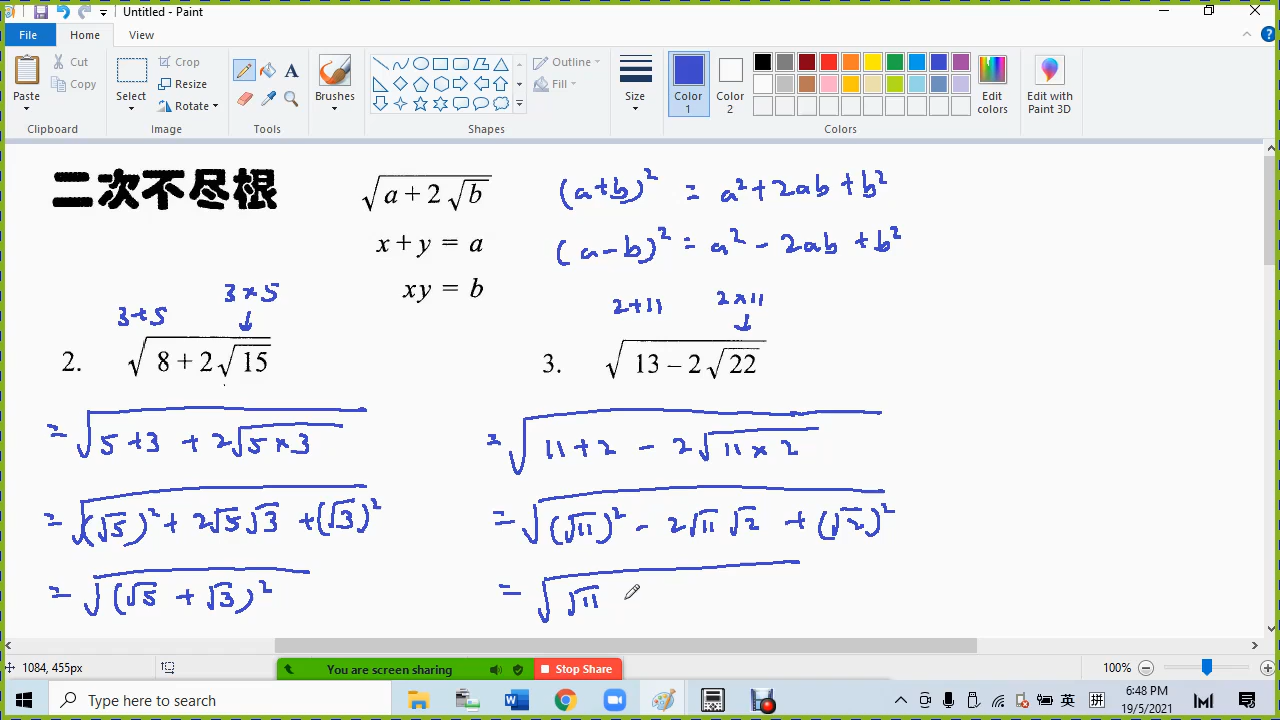 Untitled - Paint
File
Home
View
Paste
Cut
Copy
Clipboard
Select
Crop
Resize
Rotate
Image
A
Tools
Brushes
Outline
Fill
Shapes
Size
Color 1
Color 2
Edit colors
Colors
Edit with Paint 3D
二次不尽根
√(a + 2√b)
x + y = a
xy = b
(a+b)² = a² + 2ab + b²
(a-b)² = a² - 2ab + b²
3+5
3×5
↓
2. √(8 + 2√15)
= √(5+3 + 2√(5×3))
= √((√5)² + 2√5√3 + (√3)²)
= √((√5 + √3)²)
2+11
2×11
↓
3. √(13 – 2√22)
= √(11+2 - 2√(11×2))
= √((√11)² - 2√11 √2 + (√2)²)
= √(√11
1084, 455px
100%
You are screen sharing
Stop Share
Type here to search
英
拼
6:48 PM
19/5/2021